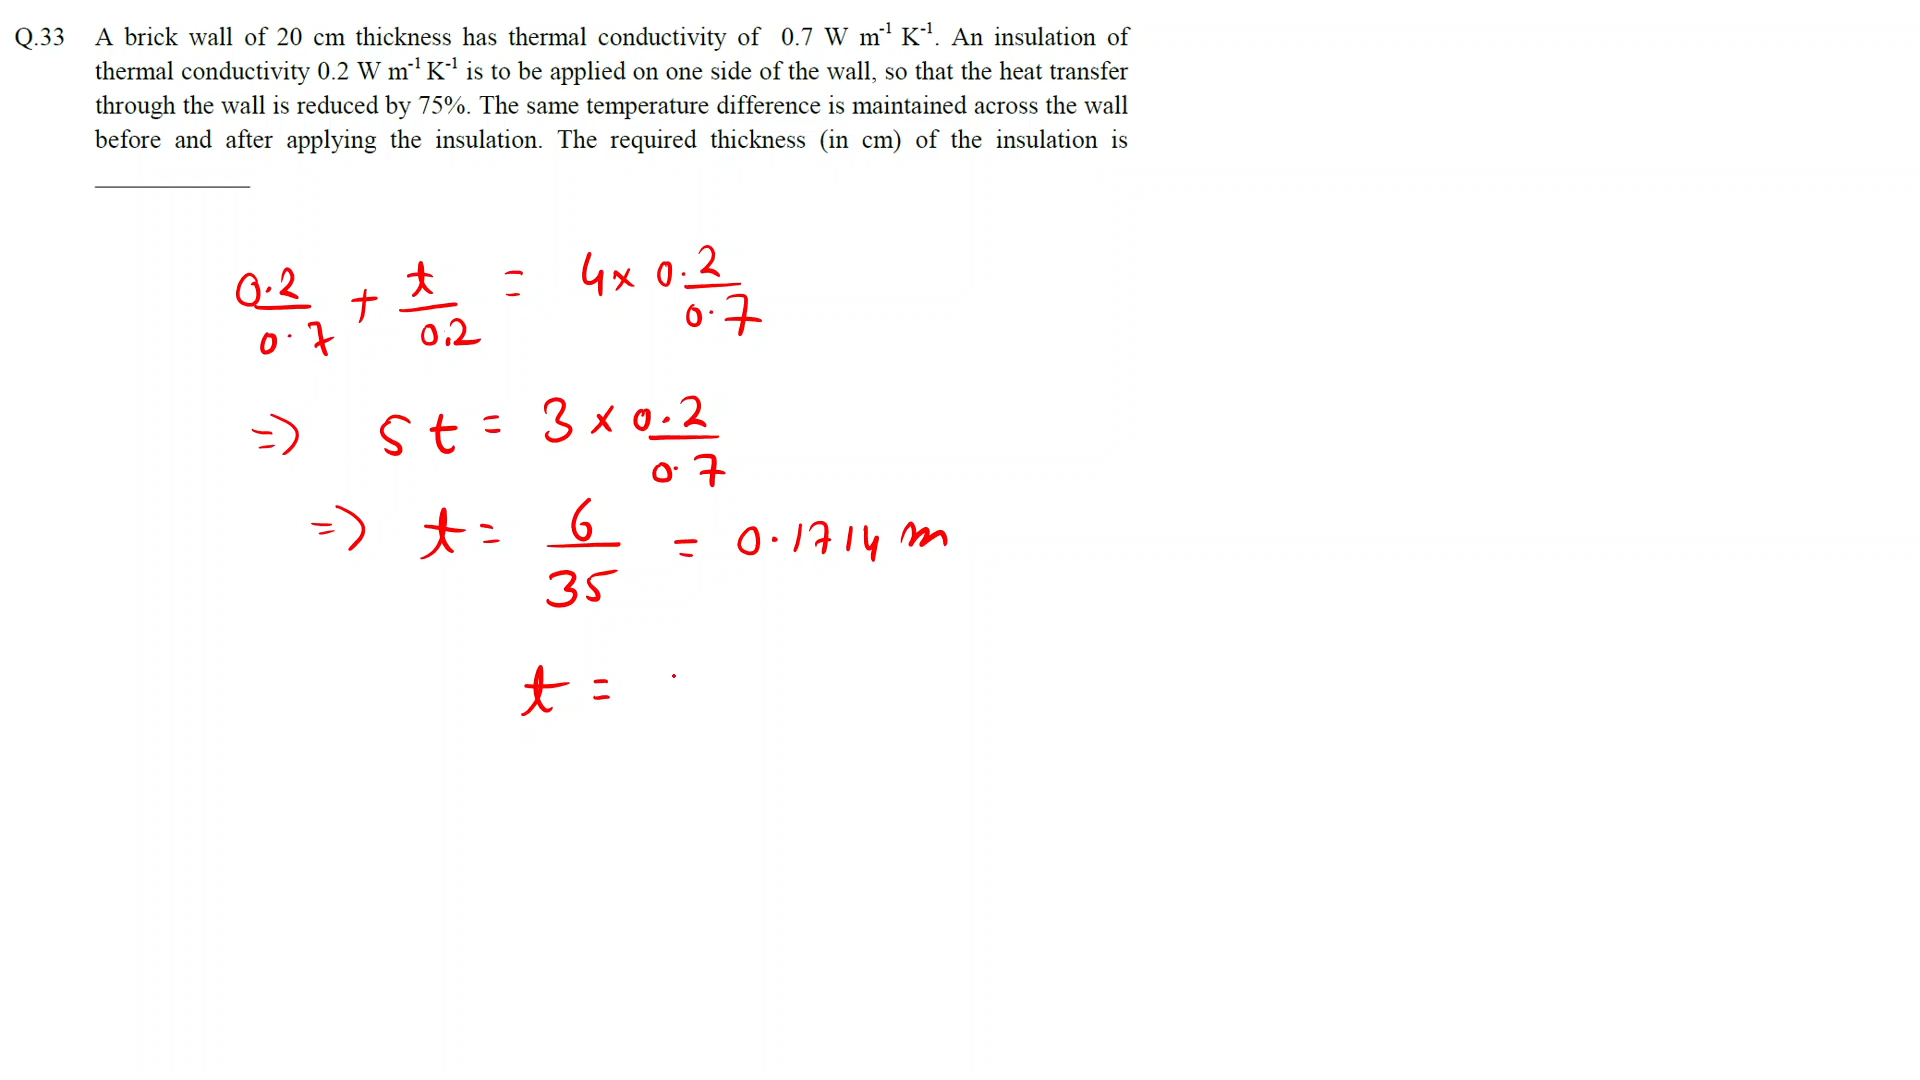 Q.33 A brick wall of 20 cm thickness has thermal conductivity of 0.7 W m⁻¹ K⁻¹. An insulation of
thermal conductivity 0.2 W m⁻¹ K⁻¹ is to be applied on one side of the wall, so that the heat transfer
through the wall is reduced by 75%. The same temperature difference is maintained across the wall
before and after applying the insulation. The required thickness (in cm) of the insulation is
____________
0.2/0.7 + t/0.2 = 4 × 0.2/0.7
⇒ 5t = 3 × 0.2/0.7
⇒ t = 6/35 = 0.1714 m
t =